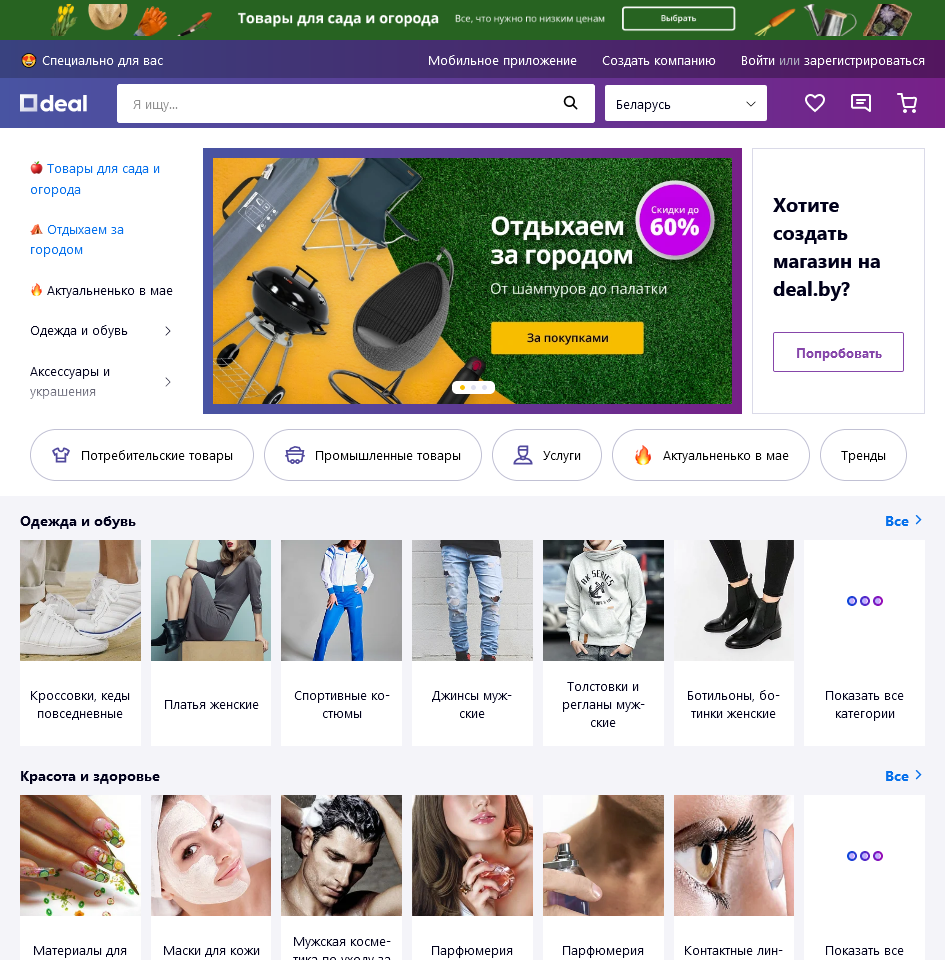 Товары для сада и огорода
Все, что нужно по низким ценам
Выбрать
Специально для вас
Мобильное приложение
Создать компанию
Войти или зарегистрироваться
deal
Я ищу...
Беларусь
Товары для сада и
огорода
Отдыхаем за
городом
Актуальненько в мае
Одежда и обувь
Аксессуары и
украшения
Отдыхаем
за городом
От шампуров до палатки
За покупками
Скидки до
60%
Хотите
создать
магазин на
deal.by?
Попробовать
Потребительские товары
Промышленные товары
Услуги
Актуальненько в мае
Тренды
Одежда и обувь
Все
Кроссовки, кеды
повседневные
Платья женские
Спортивные ко-
стюмы
Джинсы муж-
ские
Толстовки и
регланы муж-
ские
Ботильоны, бо-
тинки женские
Показать все
категории
Красота и здоровье
Все
Материалы для
Маски для кожи
Мужская косме-
тика по уходу за
Парфюмерия
Парфюмерия
Контактные лин-
Показать все